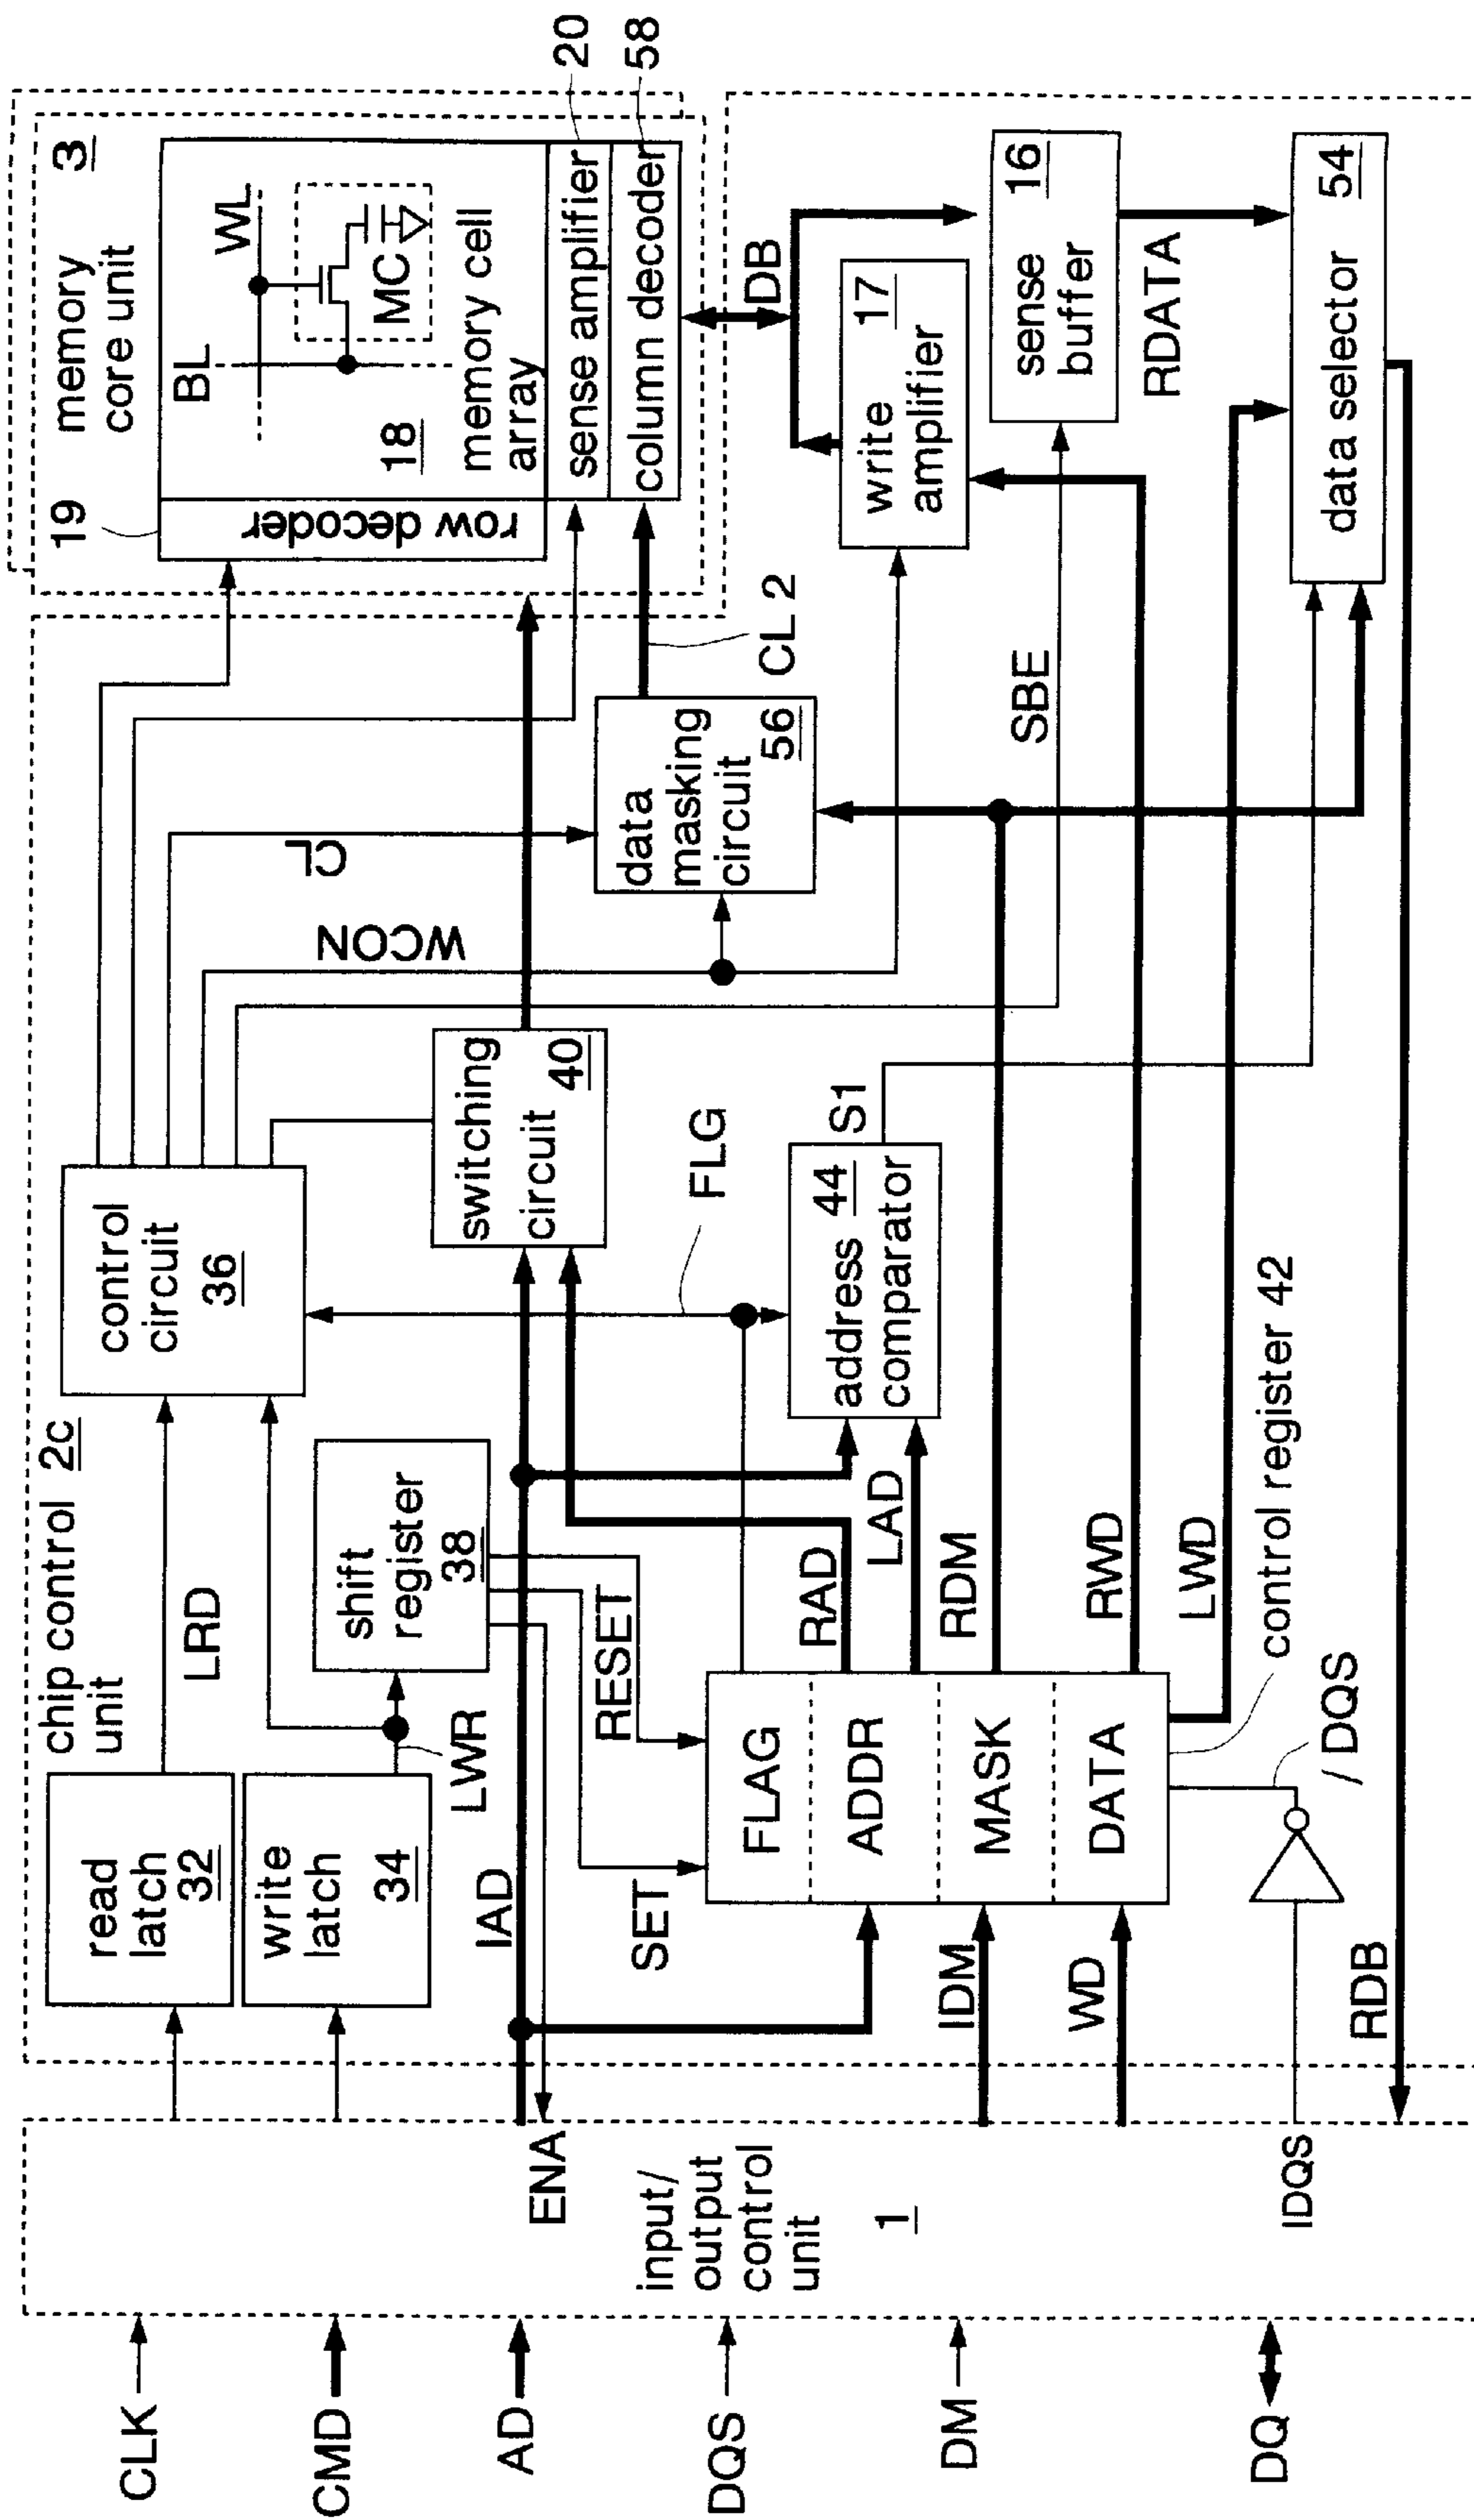 CLK
CMD
AD
DQS
DM
DQ
input/
output
control
unit
1
ENA
IDQS
chip control 2c
unit
read
latch
32
write
latch
34
LRD
LWR
IAD
shift
register
38
RESET
SET
FLAG
ADDR
MASK
DATA
IDM
WD
RDB
/DQS
control register 42
RAD
LAD
RDM
RWD
LWD
control
circuit
36
switching
circuit 40
FLG
address 44
comparator
S1
CL
WCON
data
masking
circuit 56
CL 2
SBE
memory 3
core unit
19
row decoder
BL
WL
MC
18
memory cell
array
sense amplifier
column decoder
20
58
DB
write 17
amplifier
sense 16
buffer
RDATA
data selector 54